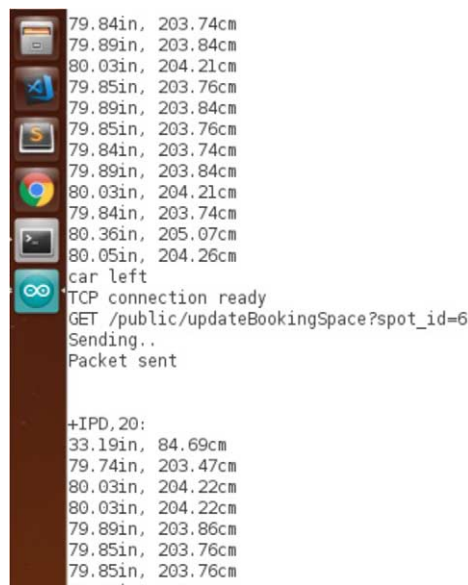 79.84in, 203.74cm
79.89in, 203.84cm
80.03in, 204.21cm
79.85in, 203.76cm
79.89in, 203.84cm
79.85in, 203.76cm
79.84in, 203.74cm
79.89in, 203.84cm
80.03in, 204.21cm
79.84in, 203.74cm
80.36in, 205.07cm
80.05in, 204.26cm
car left
TCP connection ready
GET /public/updateBookingSpace?spot_id=6
Sending..
Packet sent
+IPD,20:
33.19in, 84.69cm
79.74in, 203.47cm
80.03in, 204.22cm
80.03in, 204.22cm
79.89in, 203.86cm
79.85in, 203.76cm
79.85in, 203.76cm